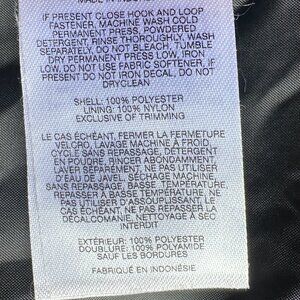 MADE IN
IF PRESENT CLOSE HOOK AND LOOP
FASTENER, MACHINE WASH COLD
PERMANENT PRESS, POWDERED
DETERGENT, RINSE THOROUGHLY, WASH
SEPARATELY, DO NOT BLEACH, TUMBLE
DRY PERMANENT PRESS LOW, IRON
LOW, DO NOT USE FABRIC SOFTENER, IF
PRESENT DO NOT IRON DECAL, DO NOT
DRYCLEAN
SHELL: 100% POLYESTER
LINING: 100% NYLON
EXCLUSIVE OF TRIMMING
LE CAS ÉCHÉANT, FERMER LA FERMETURE
VELCRO, LAVAGE MACHINE À FROID,
CYCLE SANS REPASSAGE, DÉTERGENT
EN POUDRE, RINCER ABONDAMMENT,
LAVER SÉPARÉMENT, NE PAS UTILISER
D'EAU DE JAVEL, SÉCHAGE MACHINE,
SANS REPASSAGE, BASSE TEMPÉRATURE,
REPASSER À BASSE TEMPÉRATURE, NE
PAS UTILISER D'ASSOUPLISSANT, LE
CAS ÉCHÉANT, NE PAS REPASSER LA
DÉCALCOMANIE, NETTOYAGE À SEC
INTERDIT
EXTÉRIEUR: 100% POLYESTER
DOUBLURE: 100% POLYAMIDE
SAUF LES BORDURES
FABRIQUÉ EN INDONÉSIE